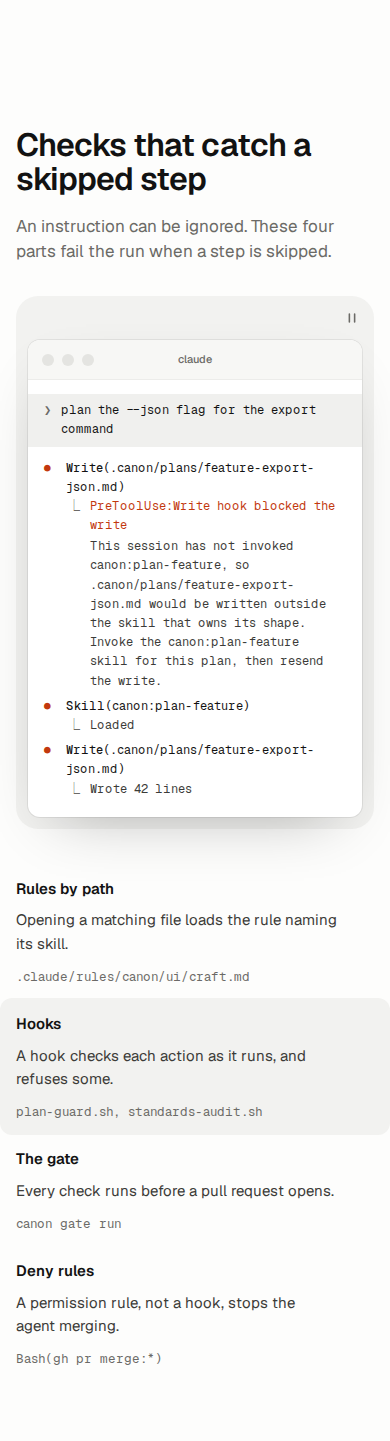 Checks that catch a
skipped step
An instruction can be ignored. These four
parts fail the run when a step is skipped.
claude
❯ plan the --json flag for the export
command
● Write(.canon/plans/feature-export-
json.md)
⎿ PreToolUse:Write hook blocked the
write
This session has not invoked
canon:plan-feature, so
.canon/plans/feature-export-
json.md would be written outside
the skill that owns its shape.
Invoke the canon:plan-feature
skill for this plan, then resend
the write.
● Skill(canon:plan-feature)
⎿ Loaded
● Write(.canon/plans/feature-export-
json.md)
⎿ Wrote 42 lines
Rules by path
Opening a matching file loads the rule naming
its skill.
.claude/rules/canon/ui/craft.md
Hooks
A hook checks each action as it runs, and
refuses some.
plan-guard.sh, standards-audit.sh
The gate
Every check runs before a pull request opens.
canon gate run
Deny rules
A permission rule, not a hook, stops the
agent merging.
Bash(gh pr merge:*)